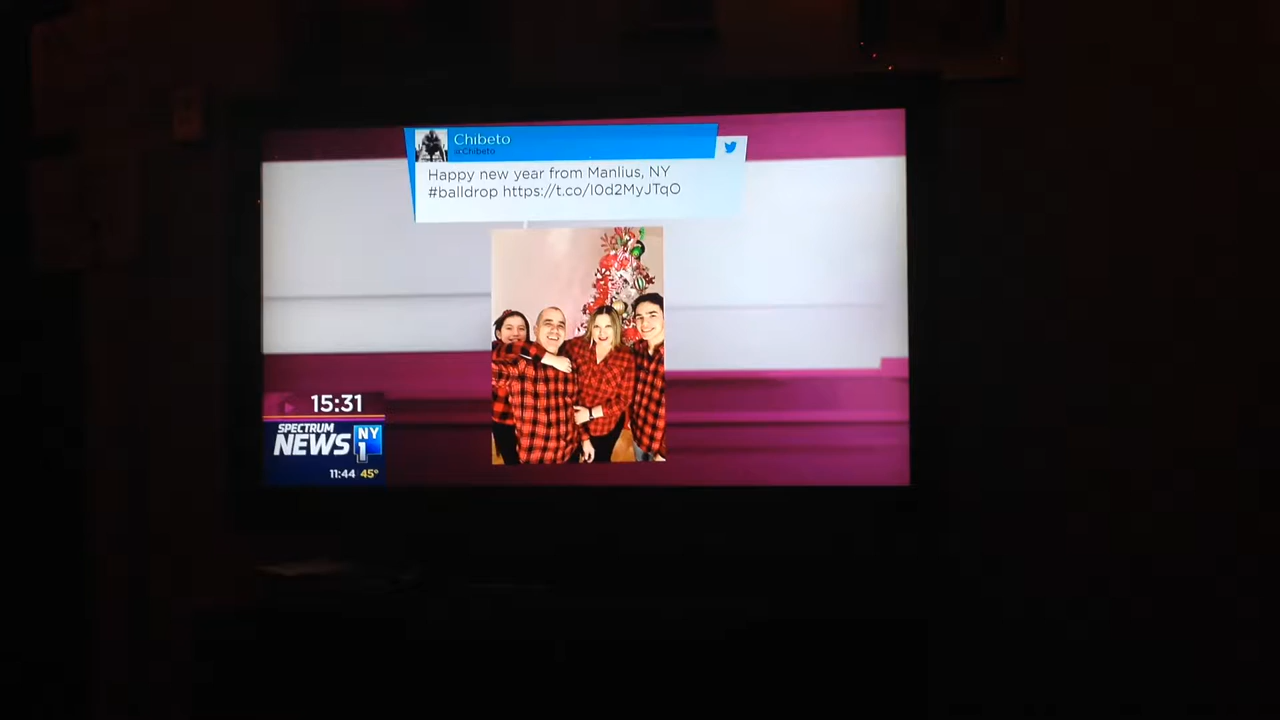 Chibeto
@Chibeto
Happy new year from Manlius, NY
#balldrop https://t.co/I0d2MyJTqO
15:31
SPECTRUM
NEWS NY
1
11:44 45°